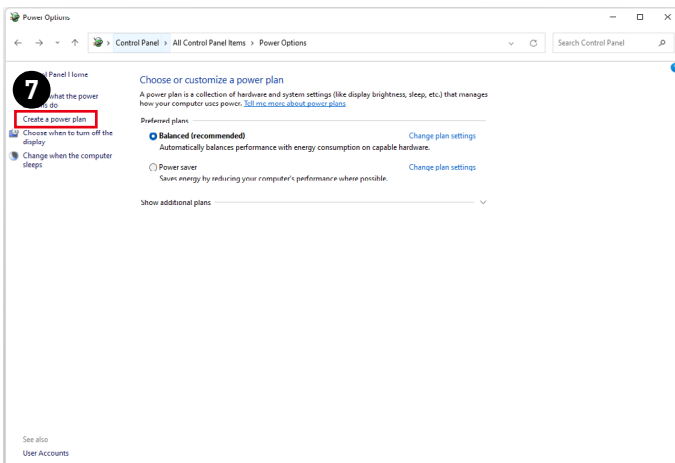 Power Options
Control Panel > All Control Panel Items > Power Options
Search Control Panel
7
Panel Home
what the power
do
Create a power plan
Choose when to turn off the
display
Change when the computer
sleeps
Choose or customize a power plan
A power plan is a collection of hardware and system settings (like display brightness, sleep, etc.) that manages
how your computer uses power. Tell me more about power plans
Preferred plans
Balanced (recommended)
Change plan settings
Automatically balances performance with energy consumption on capable hardware.
Power saver
Change plan settings
Saves energy by reducing your computer's performance where possible.
Show additional plans
See also
User Accounts